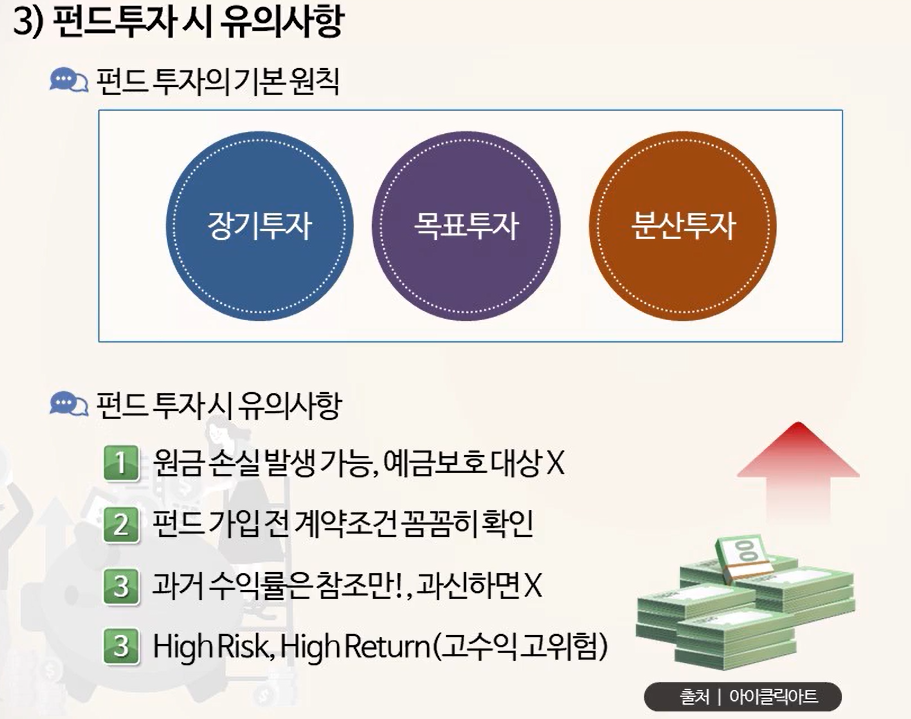 3) 펀드투자 시 유의사항
펀드 투자의 기본 원칙
장기투자
목표투자
분산투자
펀드 투자 시 유의사항
1 원금 손실 발생 가능, 예금보호 대상 X
2 펀드 가입 전 계약조건 꼼꼼히 확인
3 과거 수익률은 참조만!, 과신하면 X
3 High Risk, High Return(고수익 고위험)
00
출처 | 아이클릭아트